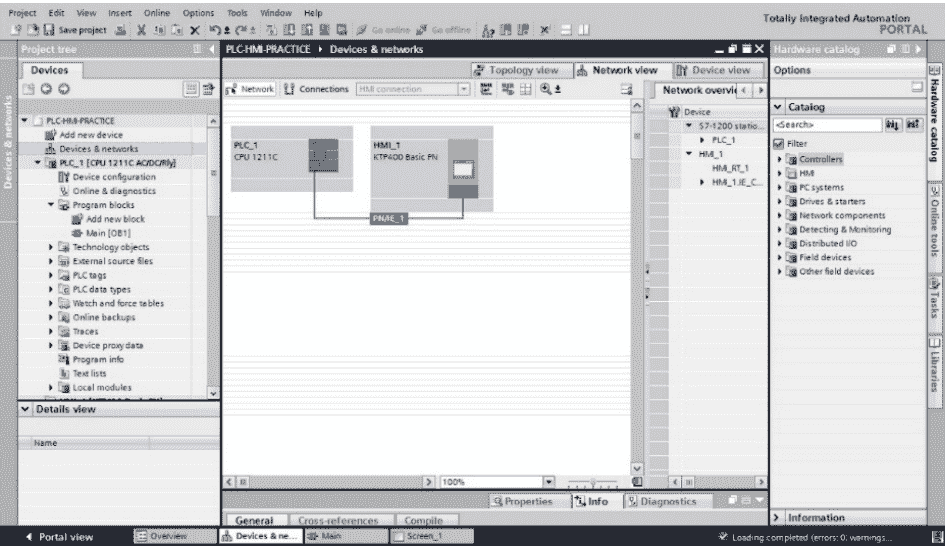 Project Edit View Insert Online Options Tools Window Help
Totally Integrated Automation
PORTAL
Save project
Go online
Go offline
Project tree
PLC-HMI-PRACTICE Devices & networks
Hardware catalog
Devices
Topology view
Network view
Device view
Options
Network
Connections
HMI connection
Network overvi
Devices & networks
PLC-HMI-PRACTICE
Add new device
Devices & networks
PLC_1 [CPU 1211C AC/DC/Rly]
Device configuration
Online & diagnostics
Program blocks
Add new block
Main [OB1]
Technology objects
External source files
PLC tags
PLC data types
Watch and force tables
Online backups
Traces
Device proxy data
Program info
Text lists
Local modules
PLC_1
CPU 1211C
HMI_1
KTP400 Basic PN
PN/IE_1
Device
S7-1200 statio...
PLC_1
HMI_1
HMI_RT_1
HMI_1.IE_C...
Catalog
<Search>
Filter
Controllers
HMI
PC systems
Drives & starters
Network components
Detecting & Monitoring
Distributed I/O
Field devices
Other field devices
Hardware catalog
Online tools
Tasks
Libraries
Details view
Name
100%
Properties
Info
Diagnostics
General
Cross-references
Compile
Information
Portal view
Overview
Devices & ne...
Main
Screen_1
Loading completed (errors: 0; warnings...